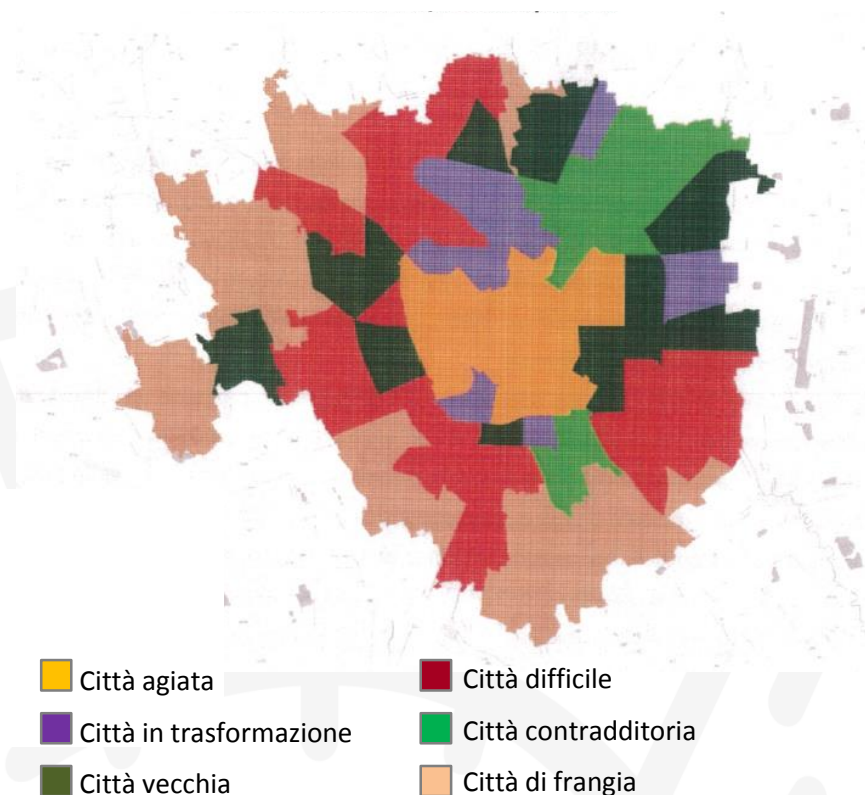 Città agiata
Città difficile
Città in trasformazione
Città contradditoria
Città vecchia
Città di frangia